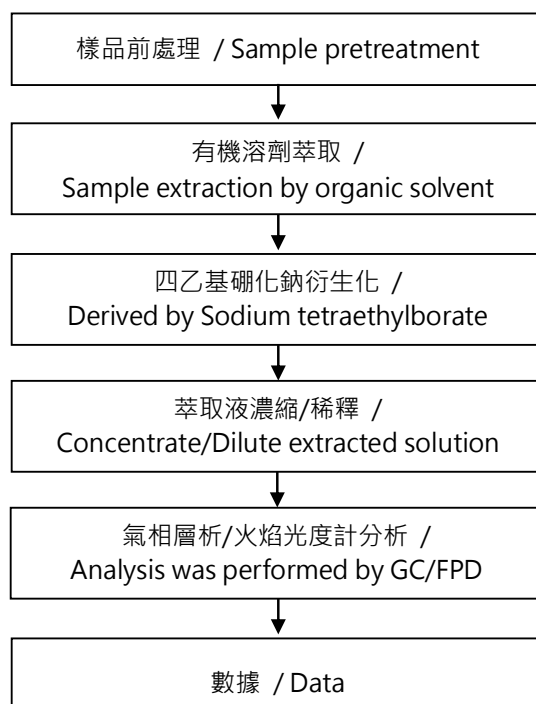 樣品前處理 / Sample pretreatment
有機溶劑萃取 /
Sample extraction by organic solvent
四乙基硼化鈉衍生化 /
Derived by Sodium tetraethylborate
萃取液濃縮/稀釋 /
Concentrate/Dilute extracted solution
氣相層析/火焰光度計分析 /
Analysis was performed by GC/FPD
數據 / Data